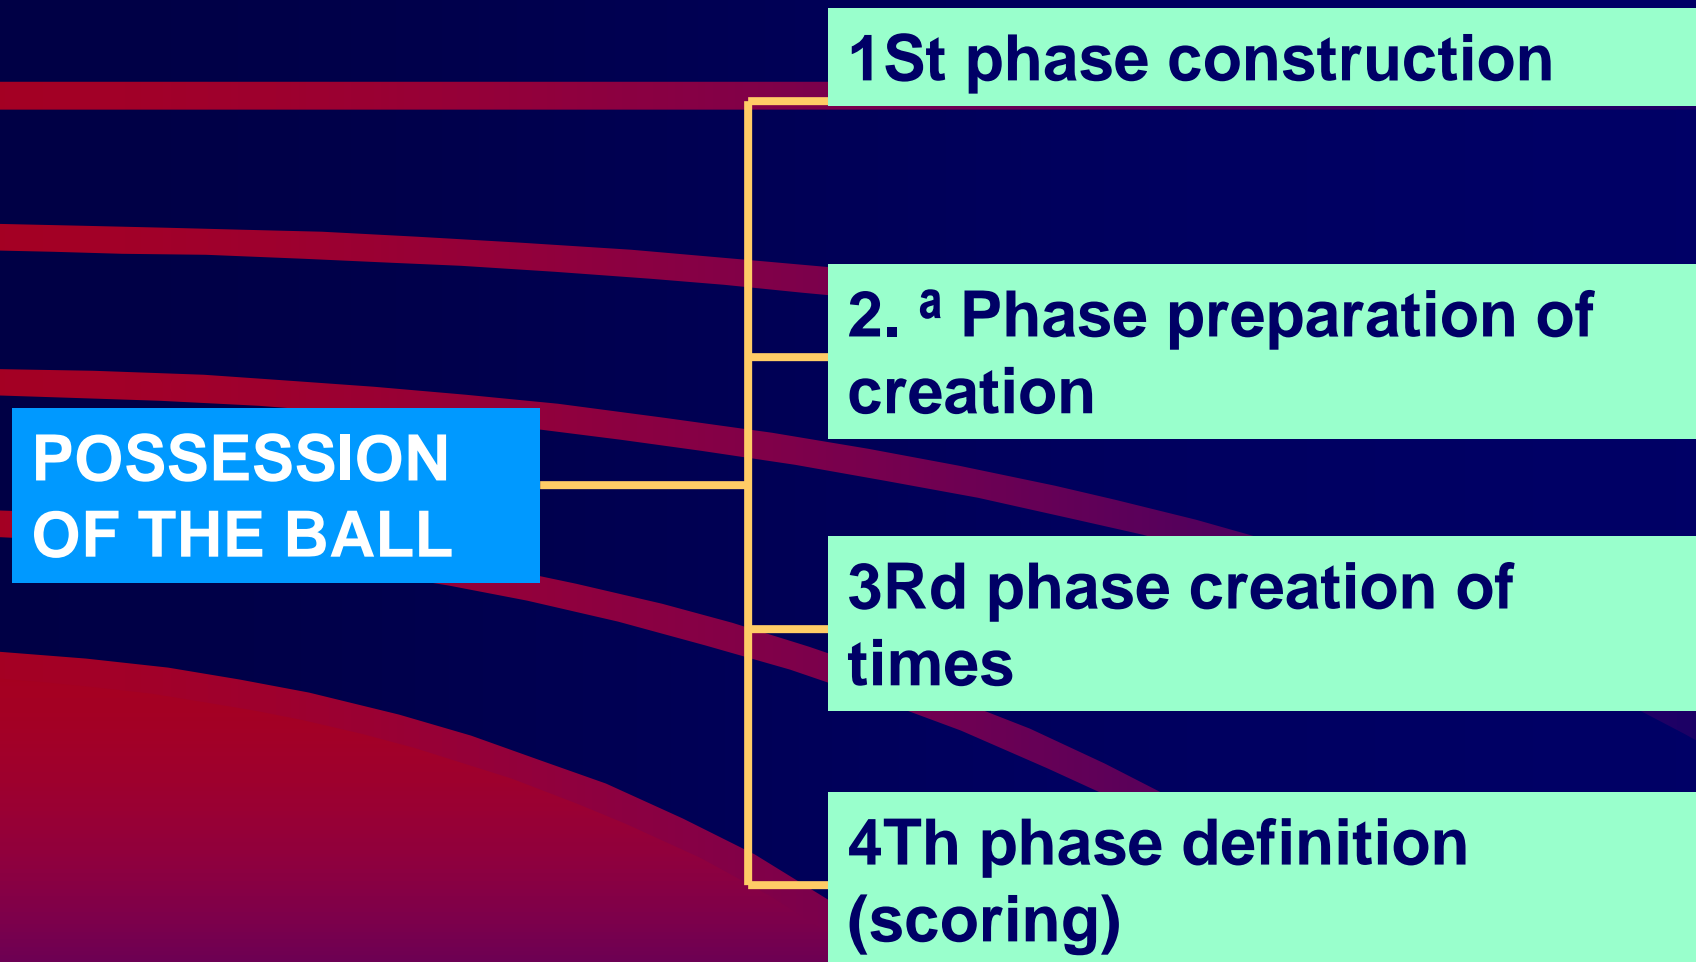 POSSESSION
OF THE BALL
1St phase construction
2. ª Phase preparation of
creation
3Rd phase creation of
times
4Th phase definition
(scoring)